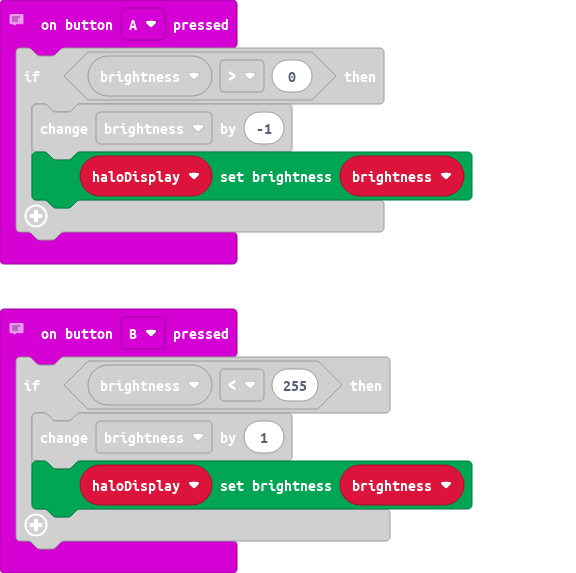 on button A pressed
if brightness > 0 then
change brightness by -1
haloDisplay set brightness brightness
on button B pressed
if brightness < 255 then
change brightness by 1
haloDisplay set brightness brightness